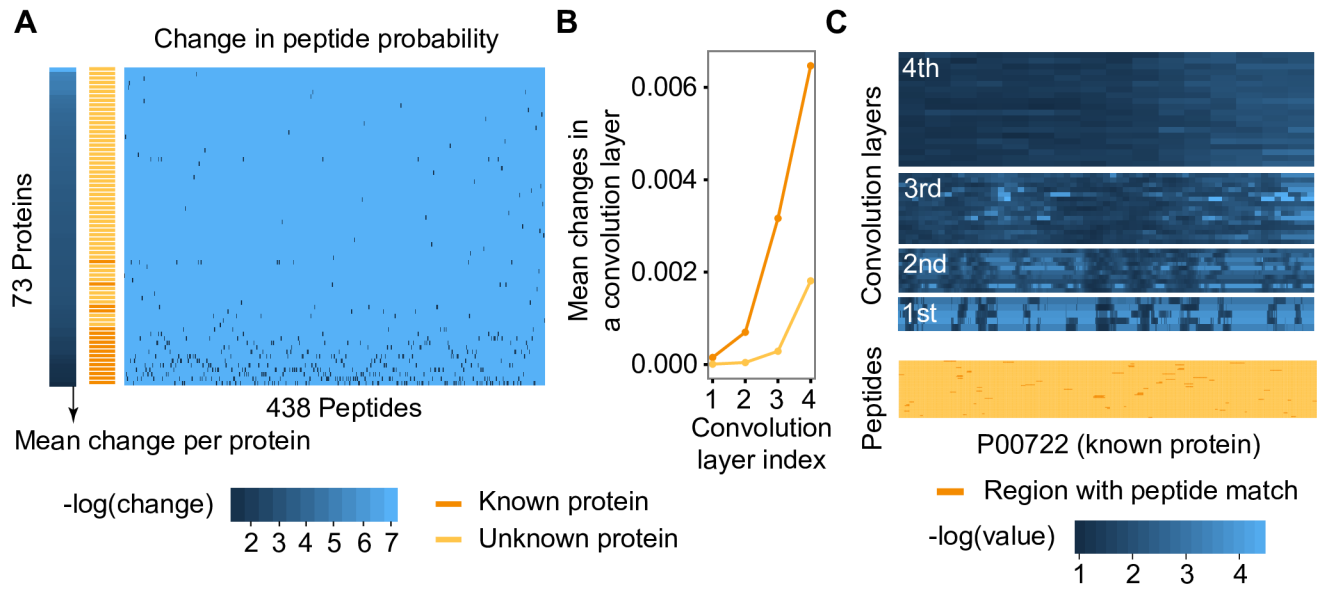 A
Change in peptide probability
73 Proteins
438 Peptides
Mean change per protein
-log(change)
2 3 4 5 6 7
Known protein
Unknown protein
B
Mean changes in
a convolution layer
0.006
0.004
0.002
0.000
1 2 3 4
Convolution
layer index
C
Convolution layers
4th
3rd
2nd
1st
Peptides
P00722 (known protein)
Region with peptide match
-log(value)
1 2 3 4